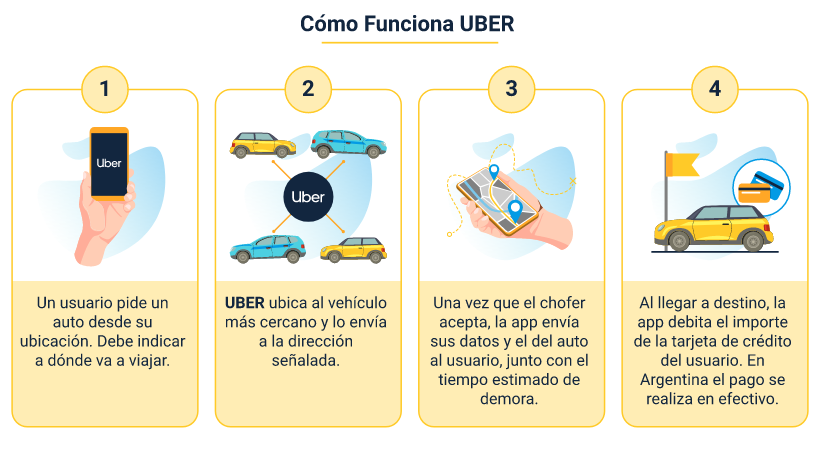 Cómo Funciona UBER
1
Uber
Un usuario pide un
auto desde su
ubicación. Debe indicar
a dónde va a viajar.
2
Uber
UBER ubica al vehículo
más cercano y lo envía
a la dirección
señalada.
3
Una vez que el chofer
acepta, la app envía
sus datos y el del auto
al usuario, junto con el
tiempo estimado de
demora.
4
Al llegar a destino, la
app debita el importe
de la tarjeta de crédito
del usuario. En
Argentina el pago se
realiza en efectivo.